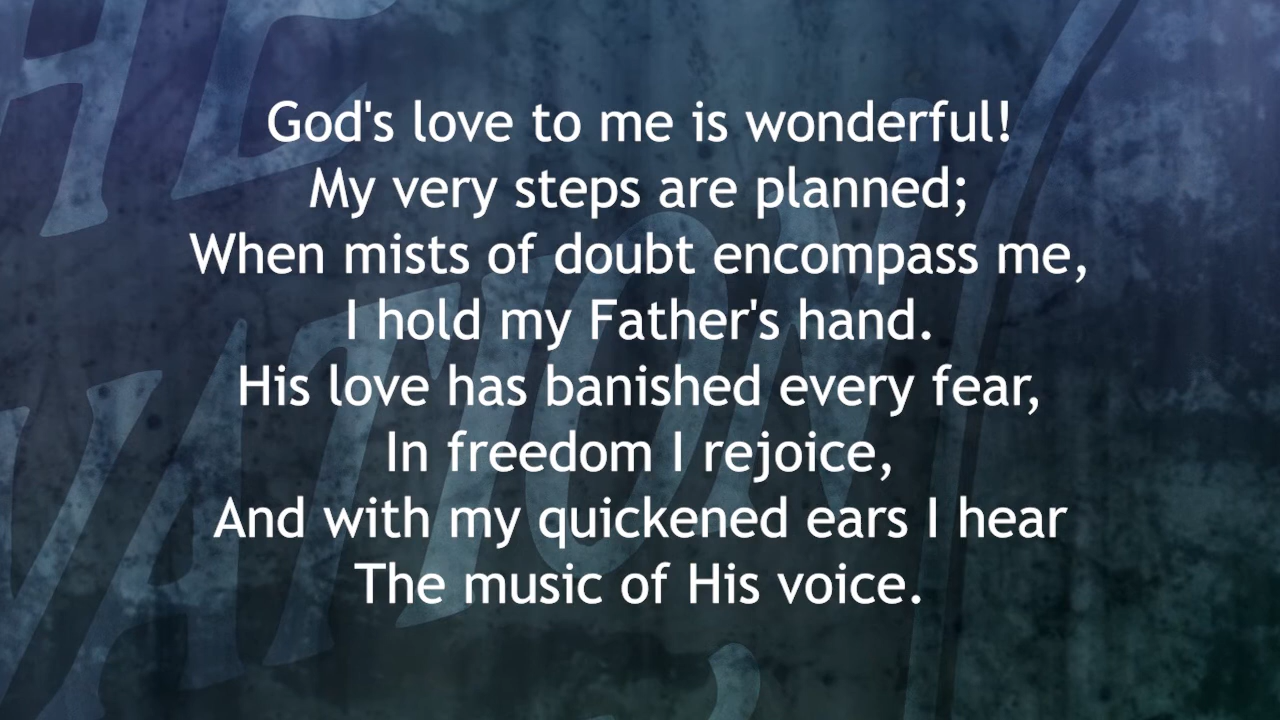 God's love to me is wonderful!
My very steps are planned;
When mists of doubt encompass me,
I hold my Father's hand.
His love has banished every fear,
In freedom I rejoice,
And with my quickened ears I hear
The music of His voice.